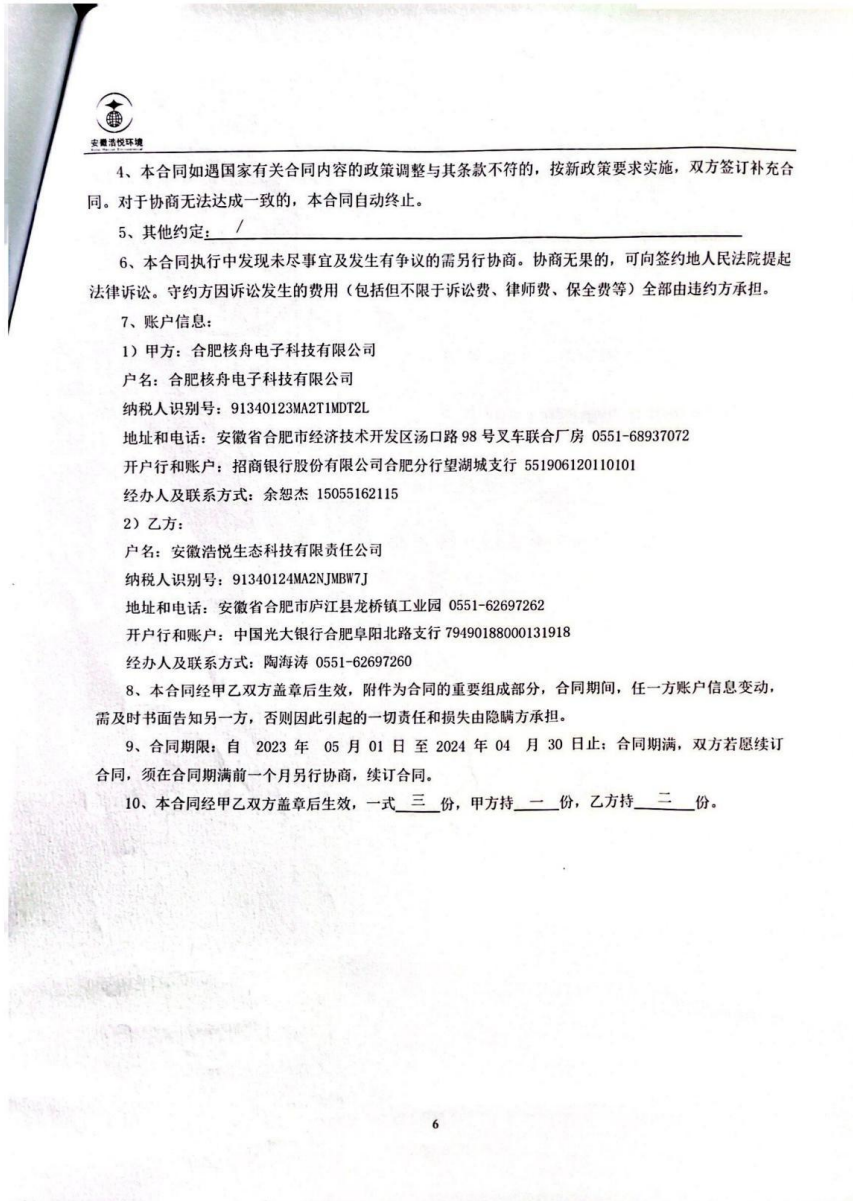 安徽浩悦环境
4、本合同如遇国家有关合同内容的政策调整与其条款不符的，按新政策要求实施，双方签订补充合
同。对于协商无法达成一致的，本合同自动终止。
5、其他约定： /
6、本合同执行中发现未尽事宜及发生有争议的需另行协商。协商无果的，可向签约地人民法院提起
法律诉讼。守约方因诉讼发生的费用（包括但不限于诉讼费、律师费、保全费等）全部由违约方承担。
7、账户信息：
1）甲方：合肥核舟电子科技有限公司
户名：合肥核舟电子科技有限公司
纳税人识别号：91340123MA2T1MDT2L
地址和电话：安徽省合肥市经济技术开发区汤口路 98 号叉车联合厂房 0551-68937072
开户行和账户：招商银行股份有限公司合肥分行望湖城支行 551906120110101
经办人及联系方式：余恕杰 15055162115
2）乙方：
户名：安徽浩悦生态科技有限责任公司
纳税人识别号：91340124MA2NJMBW7J
地址和电话：安徽省合肥市庐江县龙桥镇工业园 0551-62697262
开户行和账户：中国光大银行合肥阜阳北路支行 79490188000131918
经办人及联系方式：陶海涛 0551-62697260
8、本合同经甲乙双方盖章后生效，附件为合同的重要组成部分，合同期间，任一方账户信息变动，
需及时书面告知另一方，否则因此引起的一切责任和损失由隐瞒方承担。
9、合同期限：自 2023 年 05 月 01 日 至 2024 年 04 月 30 日止；合同期满，双方若愿续订
合同，须在合同期满前一个月另行协商，续订合同。
10、本合同经甲乙双方盖章后生效，一式 三 份，甲方持 一 份，乙方持 二 份。
6